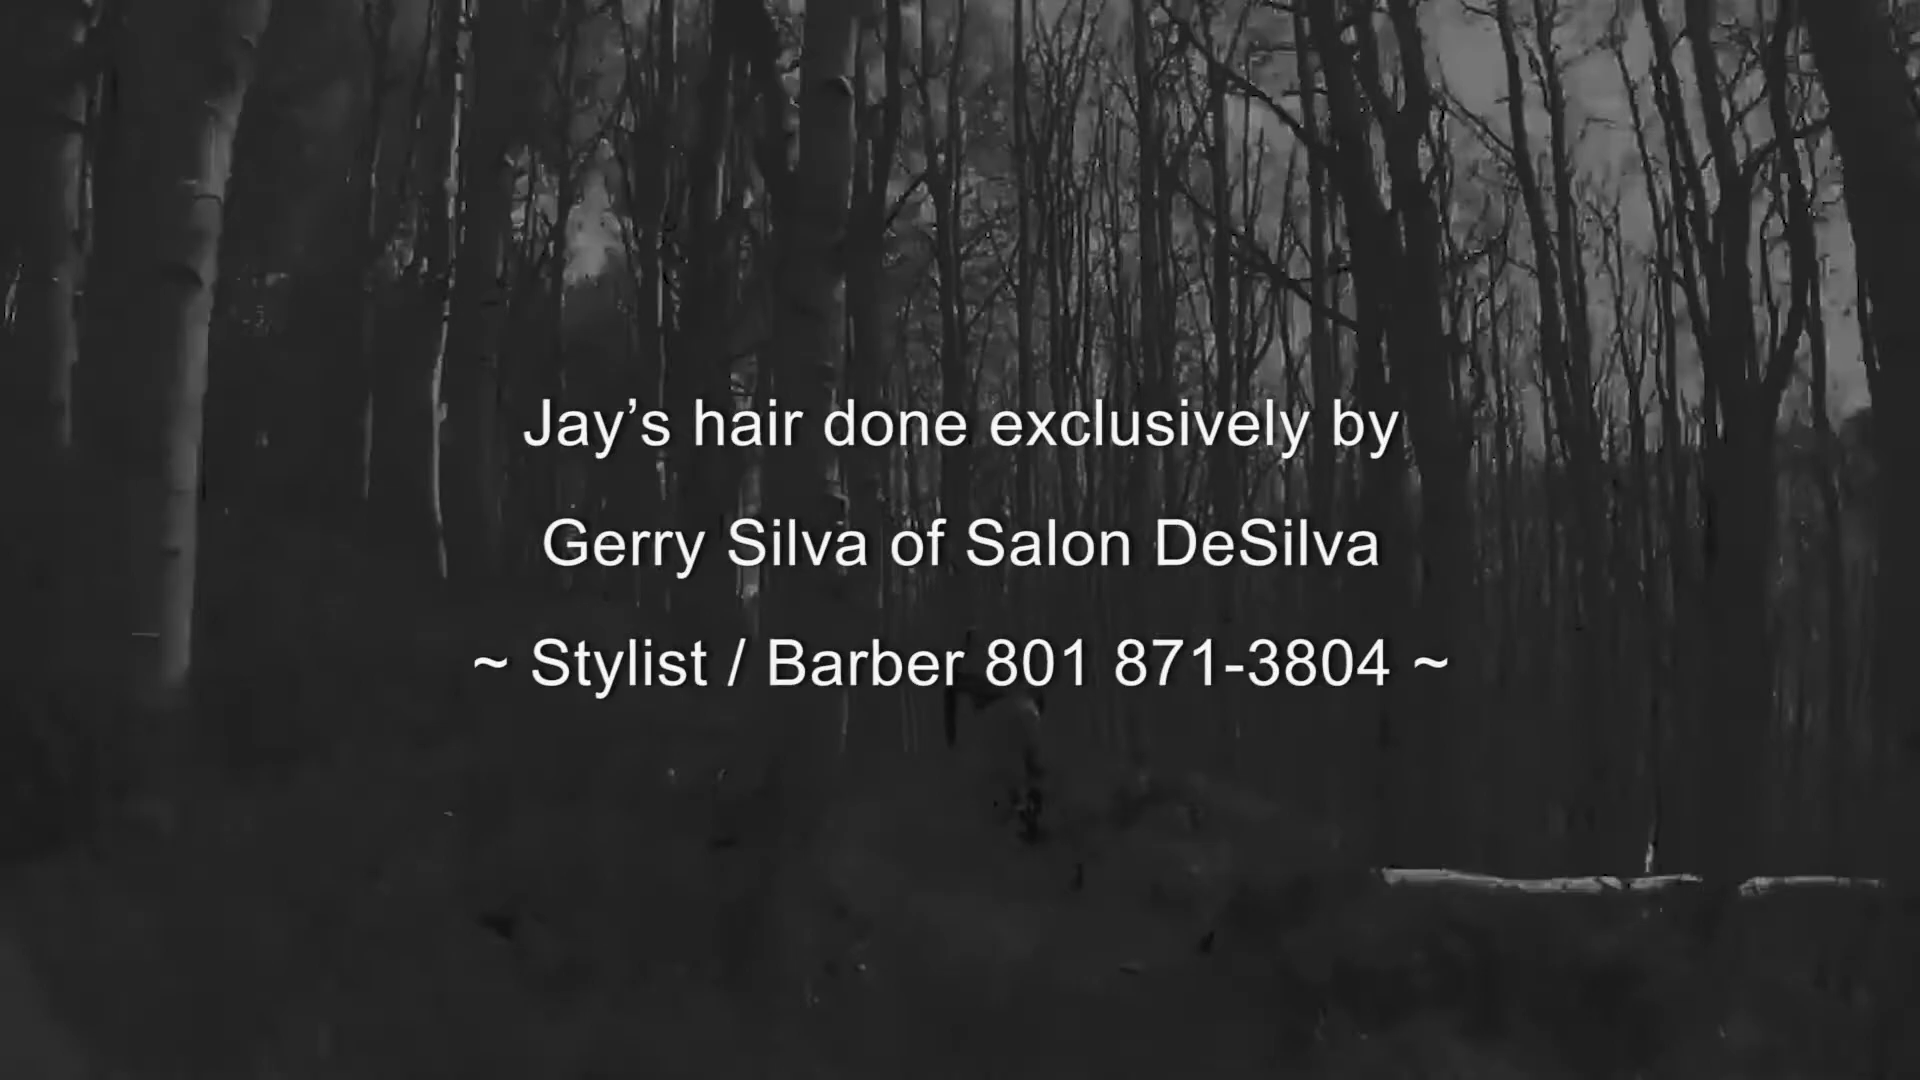 Jay’s hair done exclusively by
Gerry Silva of Salon DeSilva
~ Stylist / Barber 801 871-3804 ~